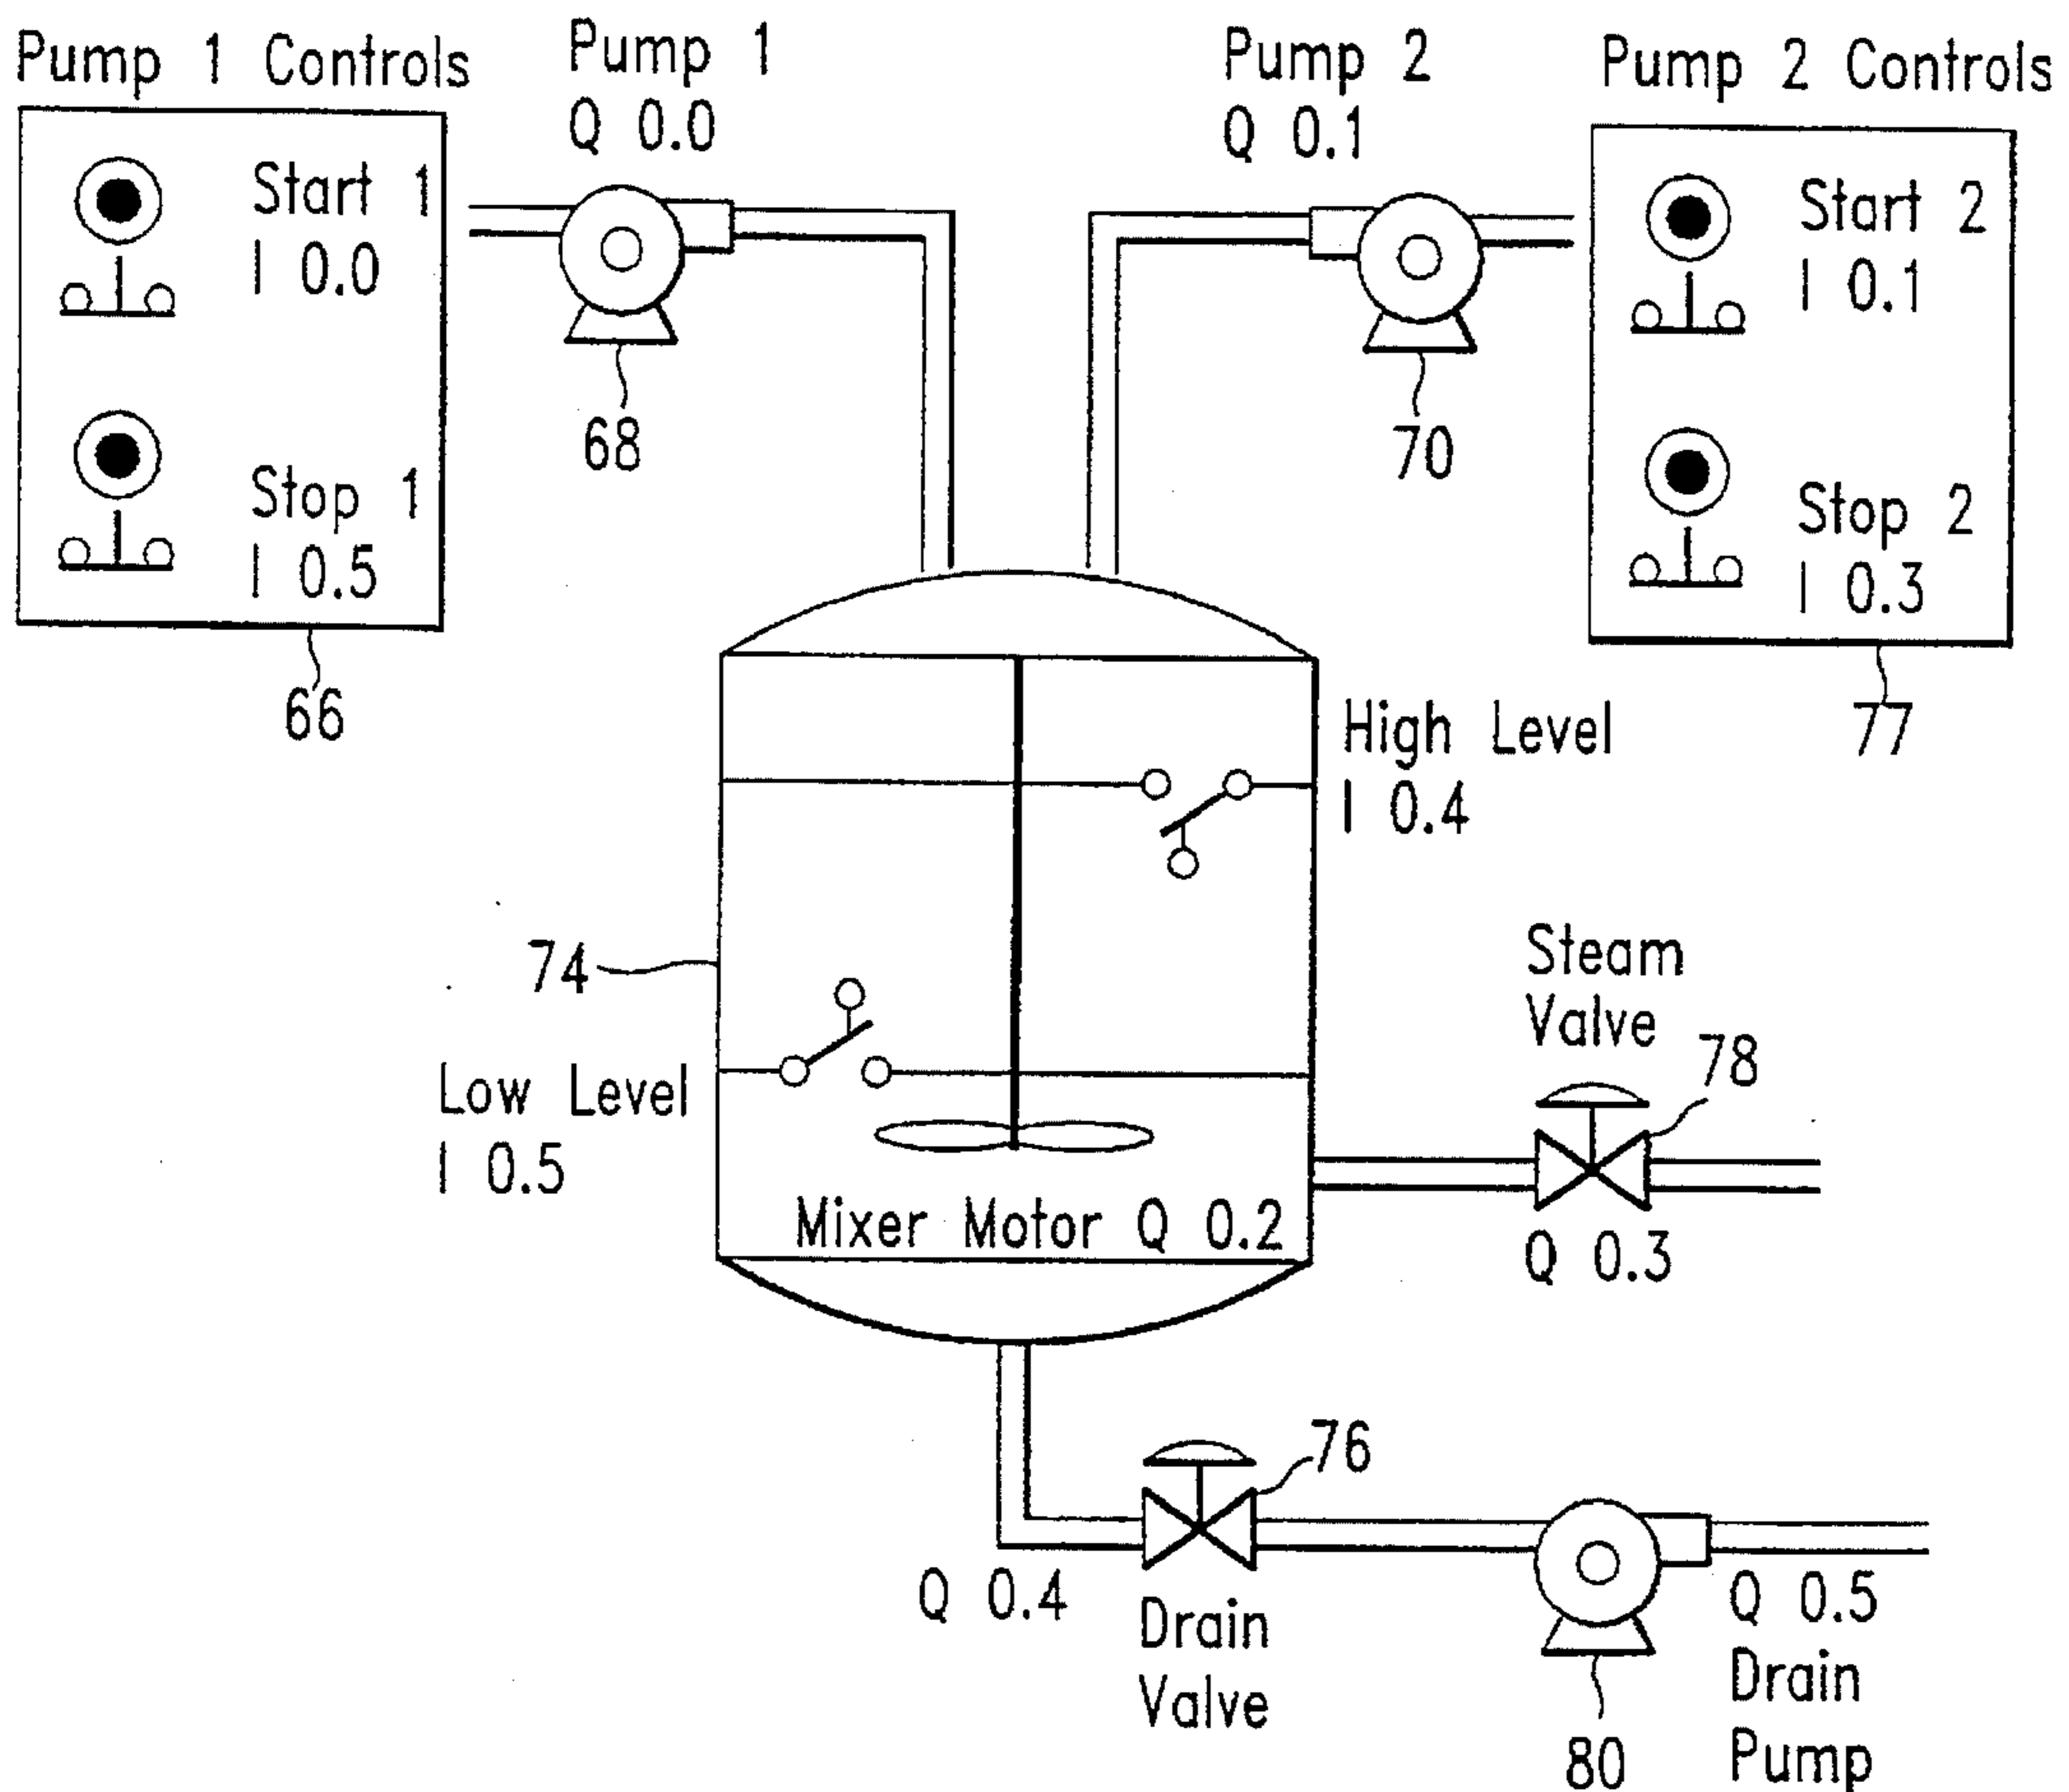 Pump 1 Controls
Start 1
I 0.0
Stop 1
I 0.5
66
Pump 1
Q 0.0
68
Pump 2
Q 0.1
70
Pump 2 Controls
Start 2
I 0.1
Stop 2
I 0.3
77
High Level
I 0.4
74
Low Level
I 0.5
Mixer Motor Q 0.2
Steam
Valve
78
Q 0.3
76
Q 0.4
Drain
Valve
80
Q 0.5
Drain
Pump